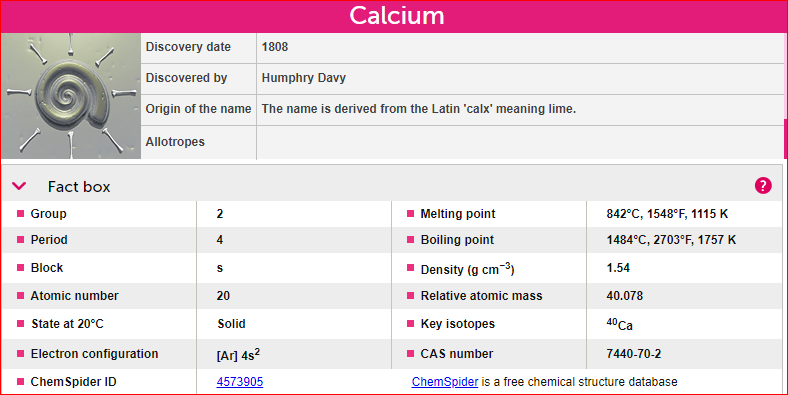 Calcium
Discovery date 1808
Discovered by Humphry Davy
Origin of the name The name is derived from the Latin 'calx' meaning lime.
Allotropes
Fact box ?
Group 2 Melting point 842°C, 1548°F, 1115 K
Period 4 Boiling point 1484°C, 2703°F, 1757 K
Block s Density (g cm⁻³) 1.54
Atomic number 20 Relative atomic mass 40.078
State at 20°C Solid Key isotopes ⁴⁰Ca
Electron configuration [Ar] 4s² CAS number 7440-70-2
ChemSpider ID 4573905 ChemSpider is a free chemical structure database